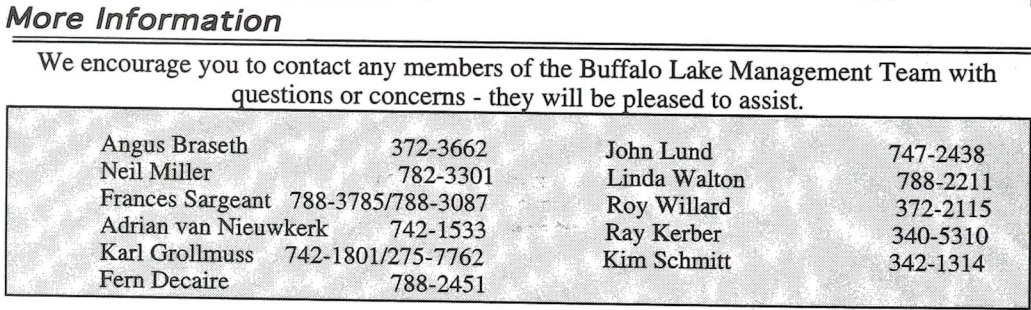 More Information
We encourage you to contact any members of the Buffalo Lake Management Team with
questions or concerns - they will be pleased to assist.
Angus Braseth 372-3662
Neil Miller 782-3301
Frances Sargeant 788-3785/788-3087
Adrian van Nieuwkerk 742-1533
Karl Grollmuss 742-1801/275-7762
Fern Decaire 788-2451
John Lund 747-2438
Linda Walton 788-2211
Roy Willard 372-2115
Ray Kerber 340-5310
Kim Schmitt 342-1314